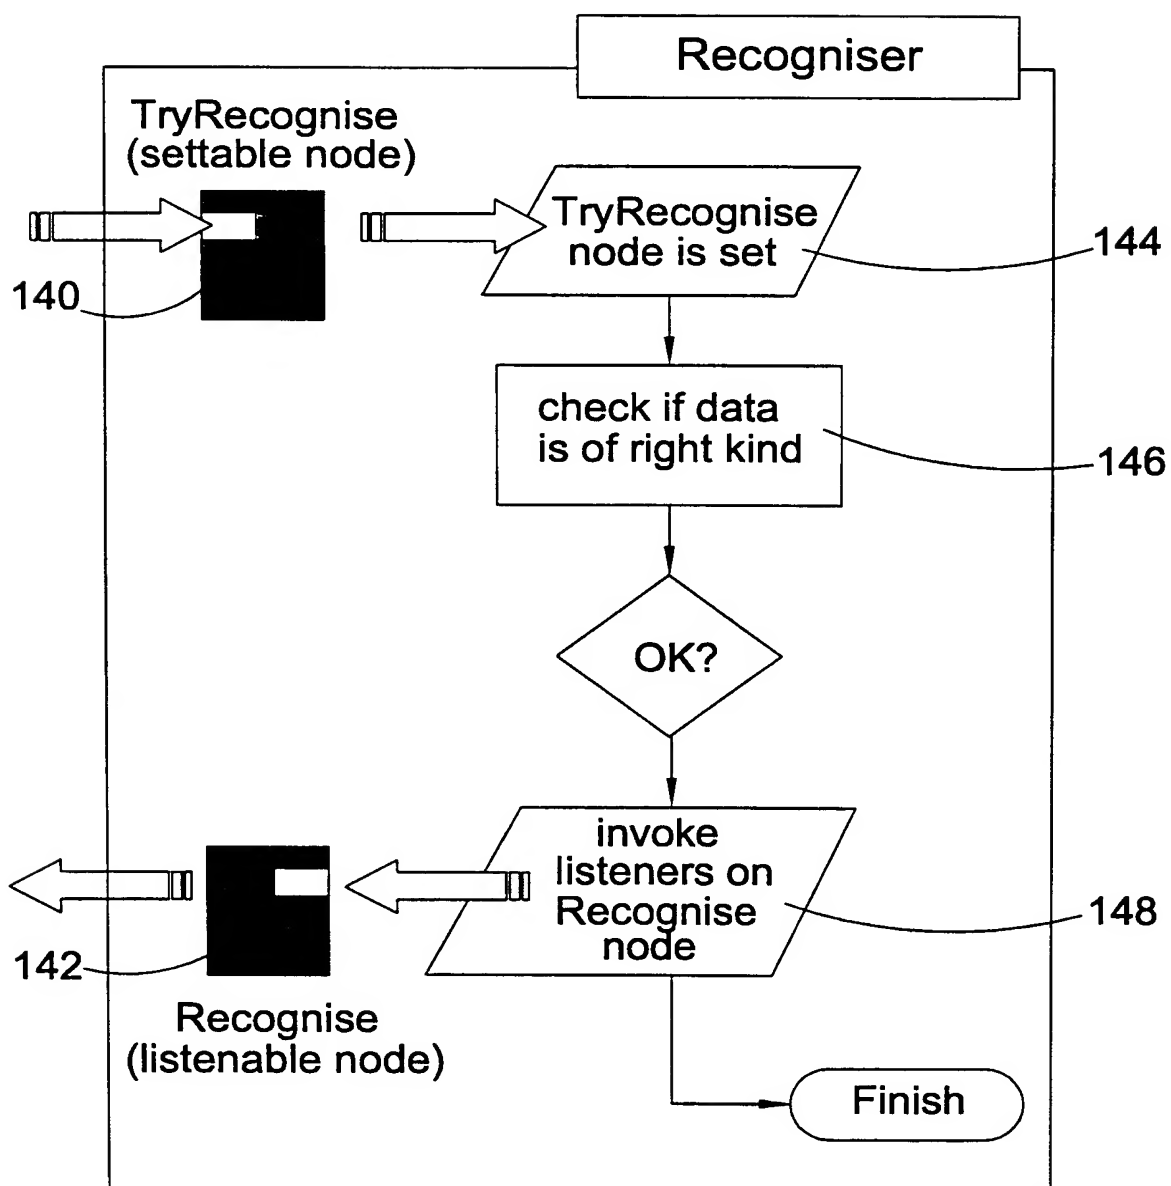 Recogniser
TryRecognise
(settable node)
TryRecognise
node is set
144
140
check if data
is of right kind
146
OK?
invoke
listeners on
Recognise
node
148
142
Recognise
(listenable node)
Finish